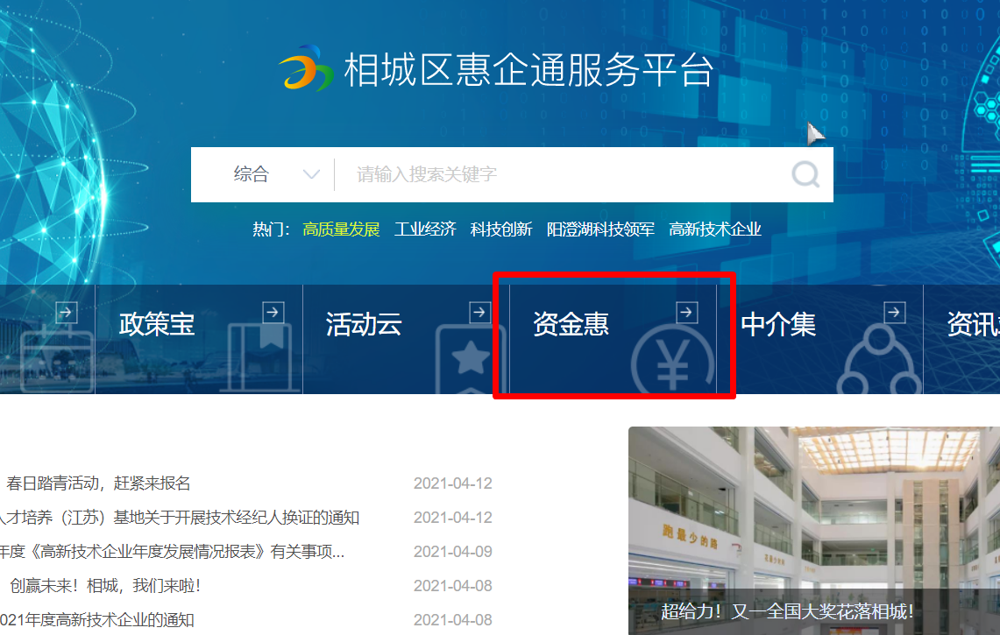 相城区惠企通服务平台
综合 请输入搜索关键字
热门： 高质量发展 工业经济 科技创新 阳澄湖科技领军 高新技术企业
政策宝 活动云 资金惠 中介集 资讯
春日踏青活动，赶紧来报名 2021-04-12
人才培养（江苏）基地关于开展技术经纪人换证的通知 2021-04-12
年度《高新技术企业年度发展情况报表》有关事项... 2021-04-09
创赢未来！相城，我们来啦！ 2021-04-08
021年度高新技术企业的通知 2021-04-08
跑最少的路
超给力！又一全国大奖花落相城！